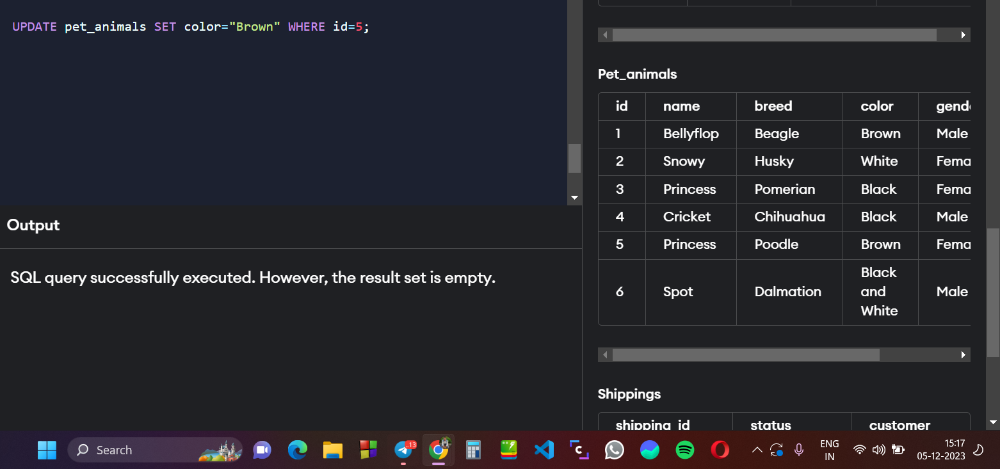 UPDATE pet_animals SET color="Brown" WHERE id=5;
Output
SQL query successfully executed. However, the result set is empty.
Pet_animals
id name breed color gende
1 Bellyflop Beagle Brown Male
2 Snowy Husky White Fema
3 Princess Pomerian Black Fema
4 Cricket Chihuahua Black Male
5 Princess Poodle Brown Fema
6 Spot Dalmation Black and White Male
Shippings
shipping_id status customer
Search
13
ENG
IN
15:17
05-12-2023